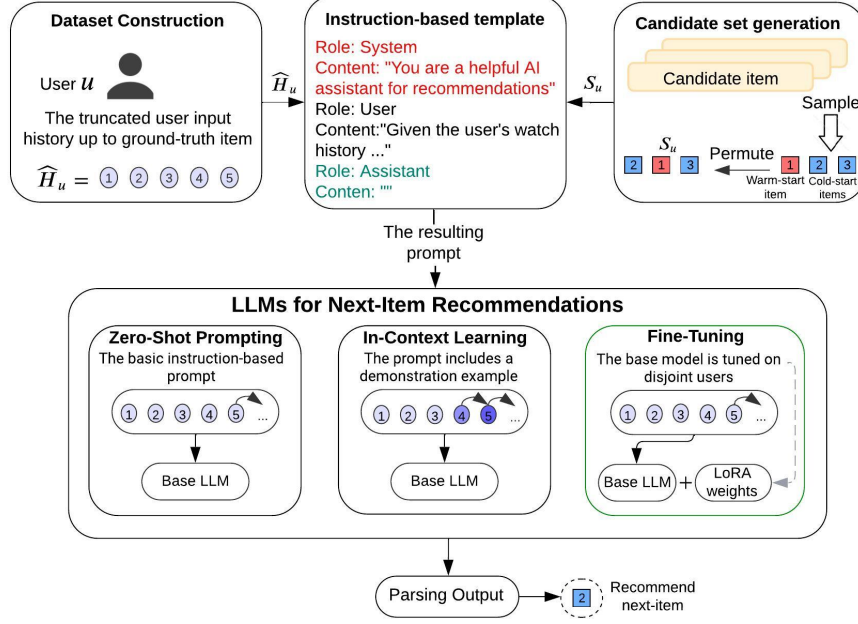 Dataset Construction
User u
The truncated user input
history up to ground-truth item
Ĥ_u = 1 2 3 4 5
Ĥ_u
Instruction-based template
Role: System
Content: "You are a helpful AI
assistant for recommendations"
Role: User
Content:"Given the user's watch
history ..."
Role: Assistant
Conten: ""
S_u
Candidate set generation
Candidate item
Sample
S_u
Permute
2 1 3
1 2 3
Warm-start
item
Cold-start
items
The resulting
prompt
LLMs for Next-Item Recommendations
Zero-Shot Prompting
The basic instruction-based
prompt
1 2 3 4 5 ...
Base LLM
In-Context Learning
The prompt includes a
demonstration example
1 2 3 4 5 ...
Base LLM
Fine-Tuning
The base model is tuned on
disjoint users
1 2 3 4 5 ...
Base LLM + LoRA
weights
Parsing Output
2
Recommend
next-item